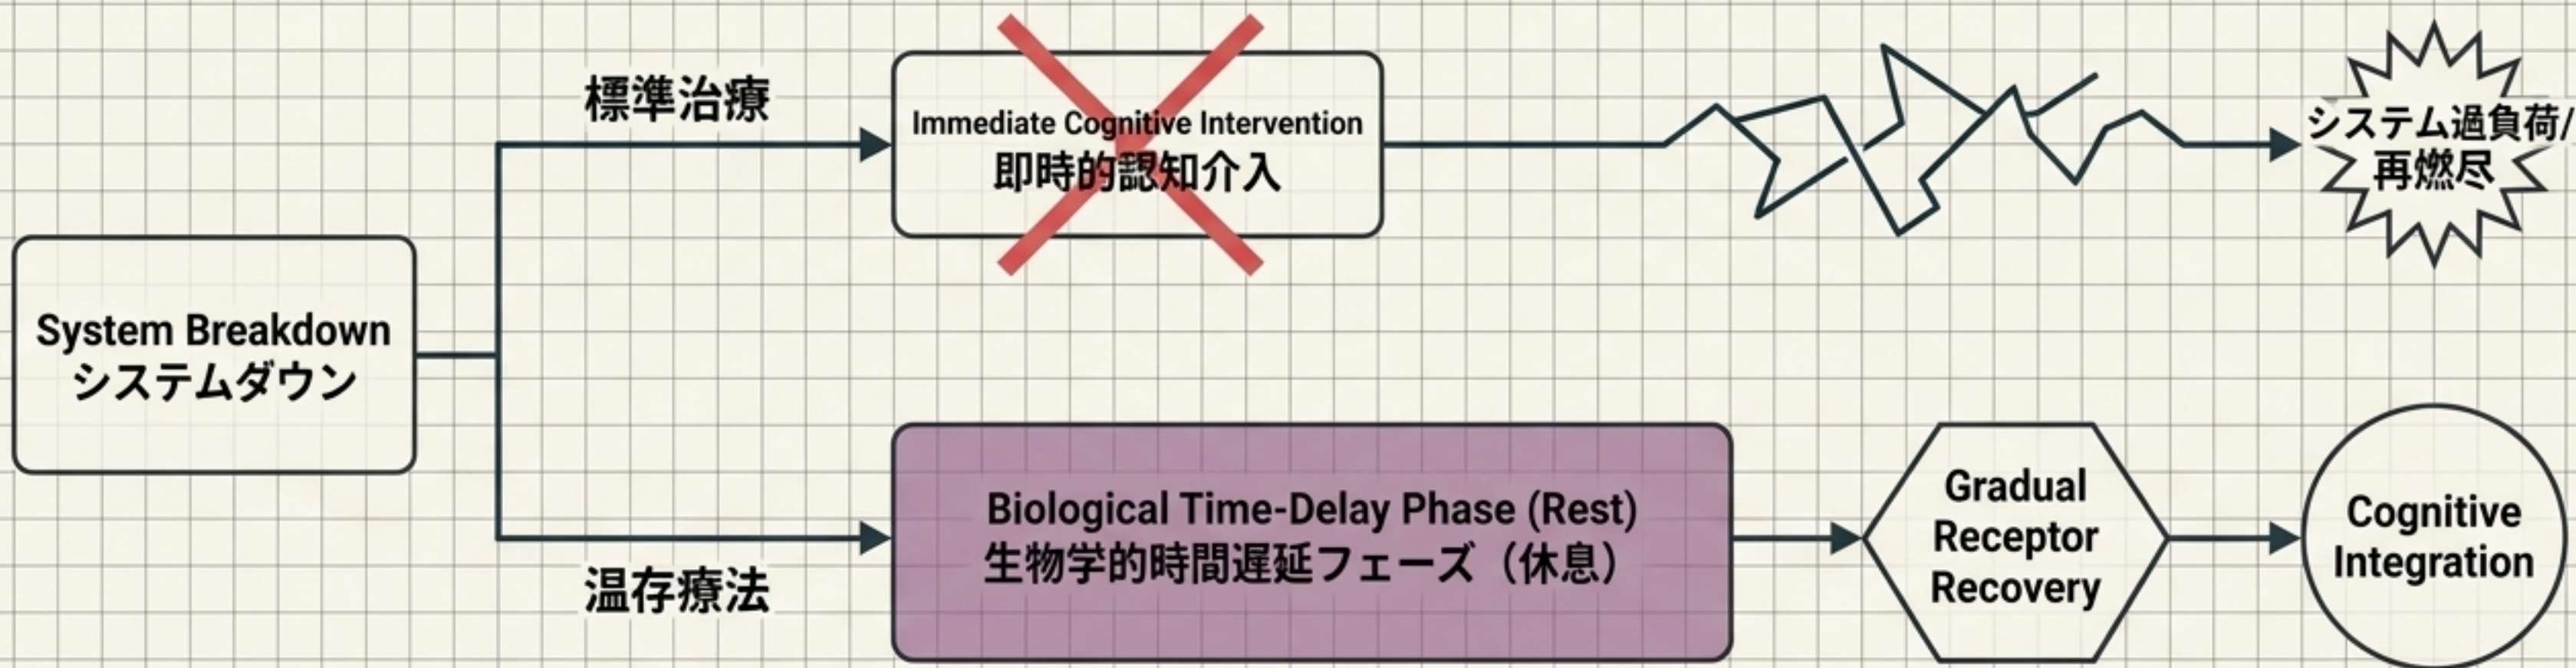 標準治療
Immediate Cognitive Intervention
即時的認知介入
システム過負荷/
再燃尽
System Breakdown
システムダウン
温存療法
Biological Time-Delay Phase (Rest)
生物学的時間遅延フェーズ（休息）
Gradual
Receptor
Recovery
Cognitive
Integration